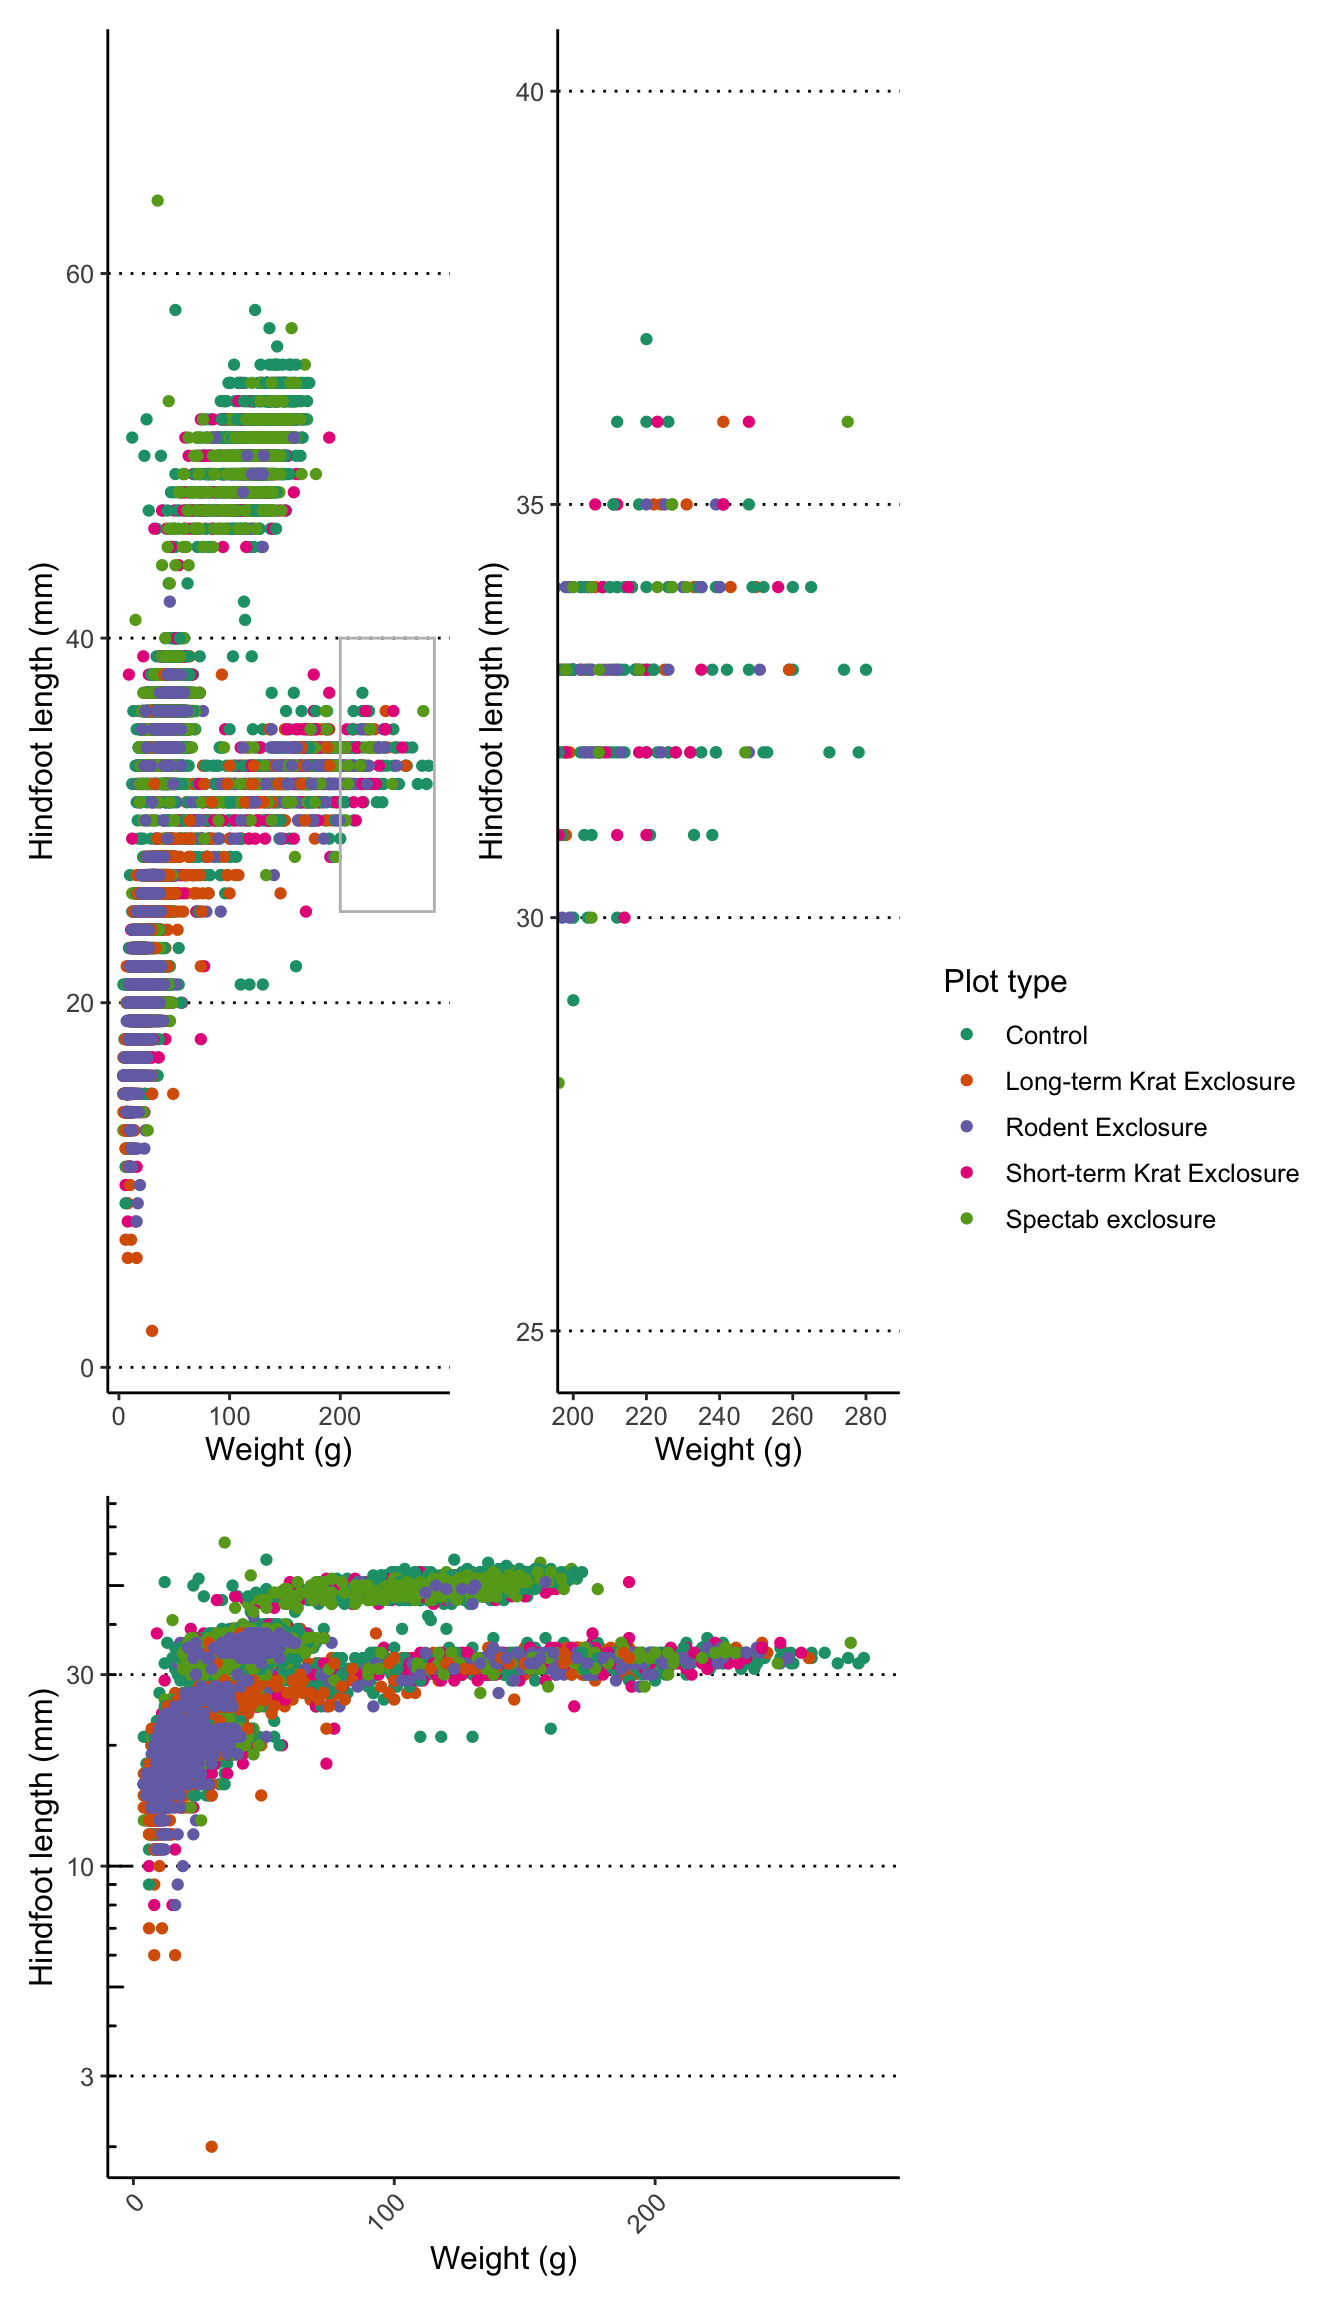 60
40
20
0
Hindfoot length (mm)
0 100 200
Weight (g)
40
35
30
25
Hindfoot length (mm)
200 220 240 260 280
Weight (g)
Plot type
Control
Long-term Krat Exclosure
Rodent Exclosure
Short-term Krat Exclosure
Spectab exclosure
30
10
3
Hindfoot length (mm)
0 100 200
Weight (g)